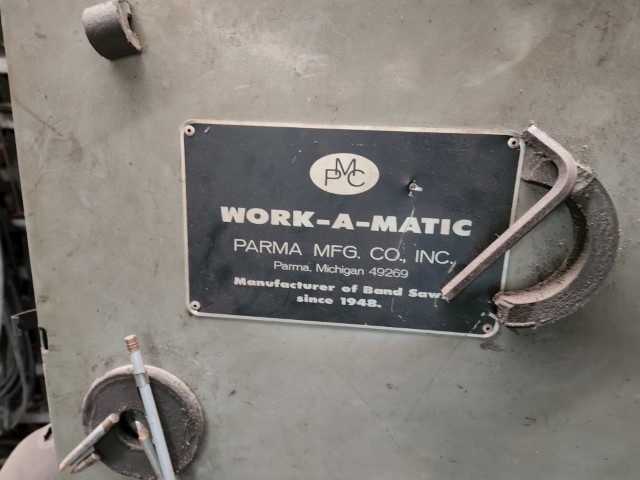 PMC
WORK-A-MATIC
PARMA MFG. CO., INC.
Parma, Michigan 49269
Manufacturer of Band Saws
since 1948.